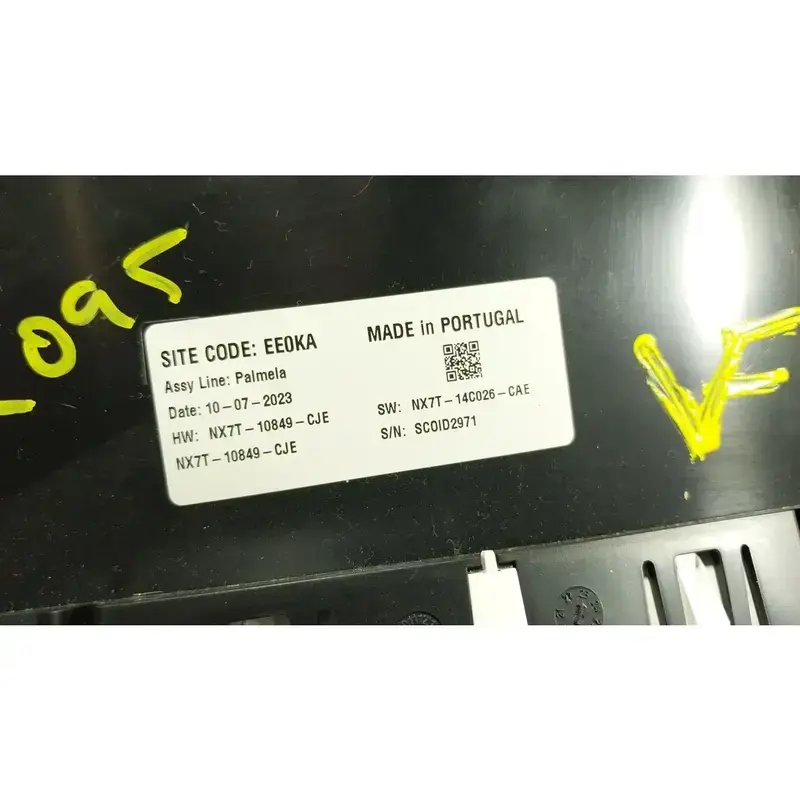 SITE CODE: EE0KA
Assy Line: Palmela
Date: 10-07-2023
HW: NX7T-10849-CJE
NX7T-10849-CJE
MADE in PORTUGAL
SW: NX7T-14C026-CAE
S/N: SCOID2971